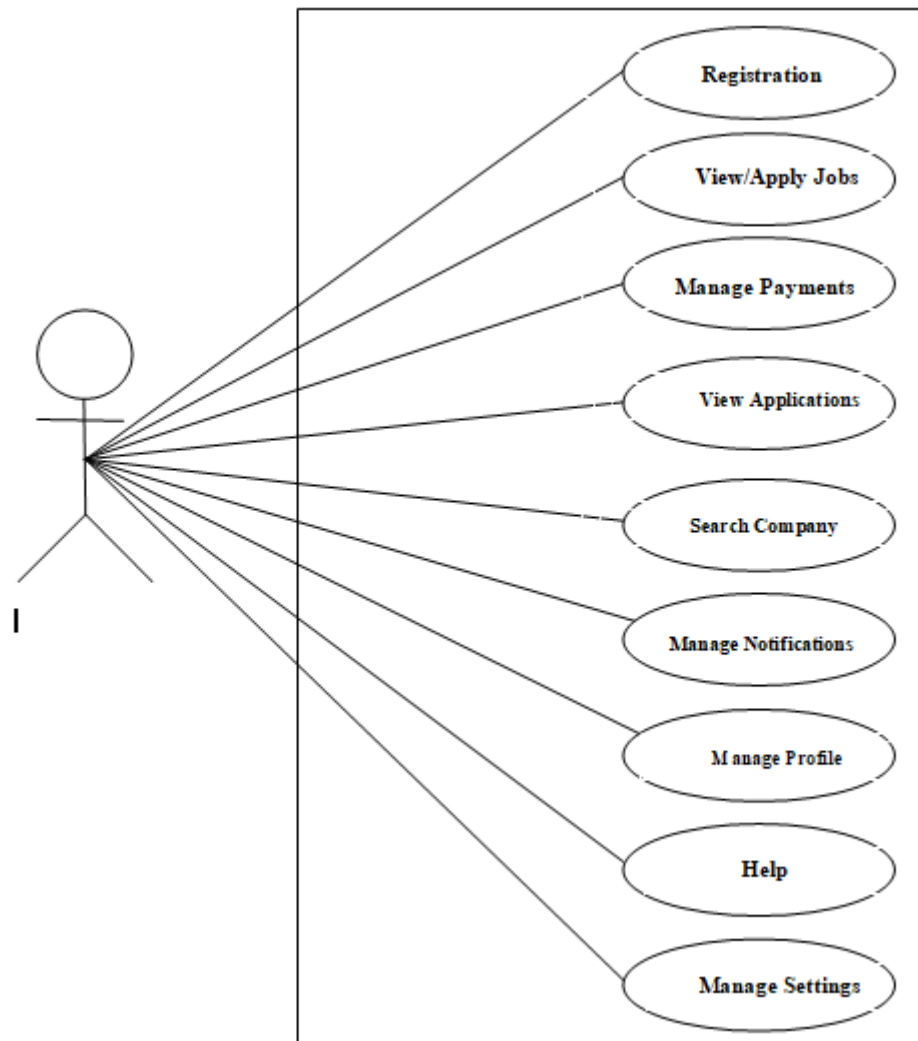 Registration
View/Apply Jobs
Manage Payments
View Applications
Search Company
Manage Notifications
Manage Profile
Help
Manage Settings